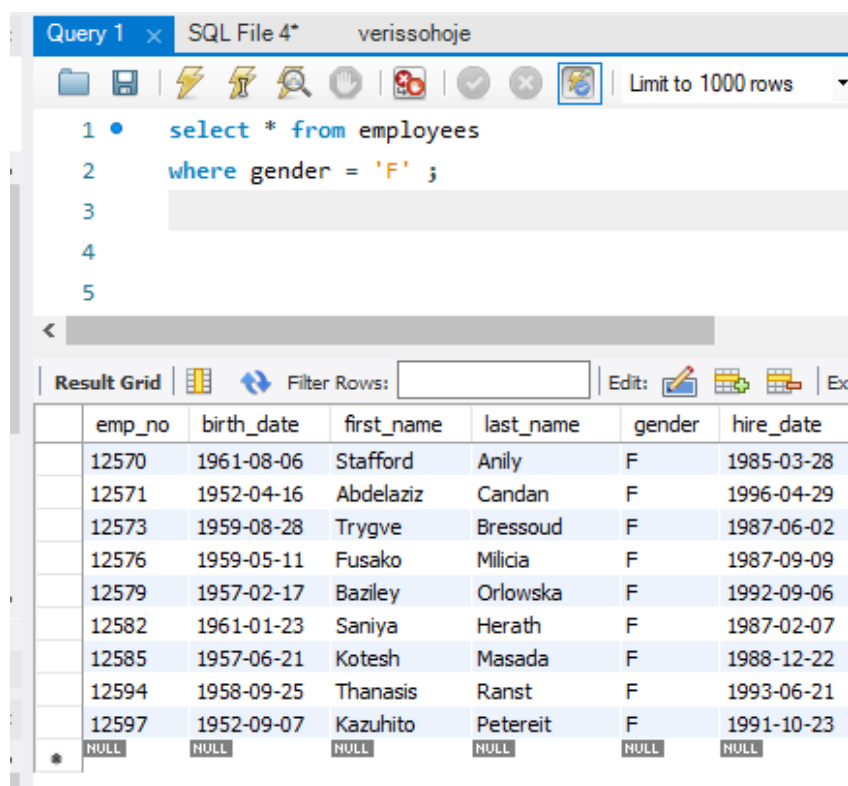 Query 1 SQL File 4* verissohoje
Limit to 1000 rows
1 select * from employees
2 where gender = 'F' ;
3
4
5
Result Grid Filter Rows: Edit: Ex
emp_no birth_date first_name last_name gender hire_date
12570 1961-08-06 Stafford Anily F 1985-03-28
12571 1952-04-16 Abdelaziz Candan F 1996-04-29
12573 1959-08-28 Trygve Bressoud F 1987-06-02
12576 1959-05-11 Fusako Milicia F 1987-09-09
12579 1957-02-17 Baziley Orlowska F 1992-09-06
12582 1961-01-23 Saniya Herath F 1987-02-07
12585 1957-06-21 Kotesh Masada F 1988-12-22
12594 1958-09-25 Thanasis Ranst F 1993-06-21
12597 1952-09-07 Kazuhito Petereit F 1991-10-23
NULL NULL NULL NULL NULL NULL